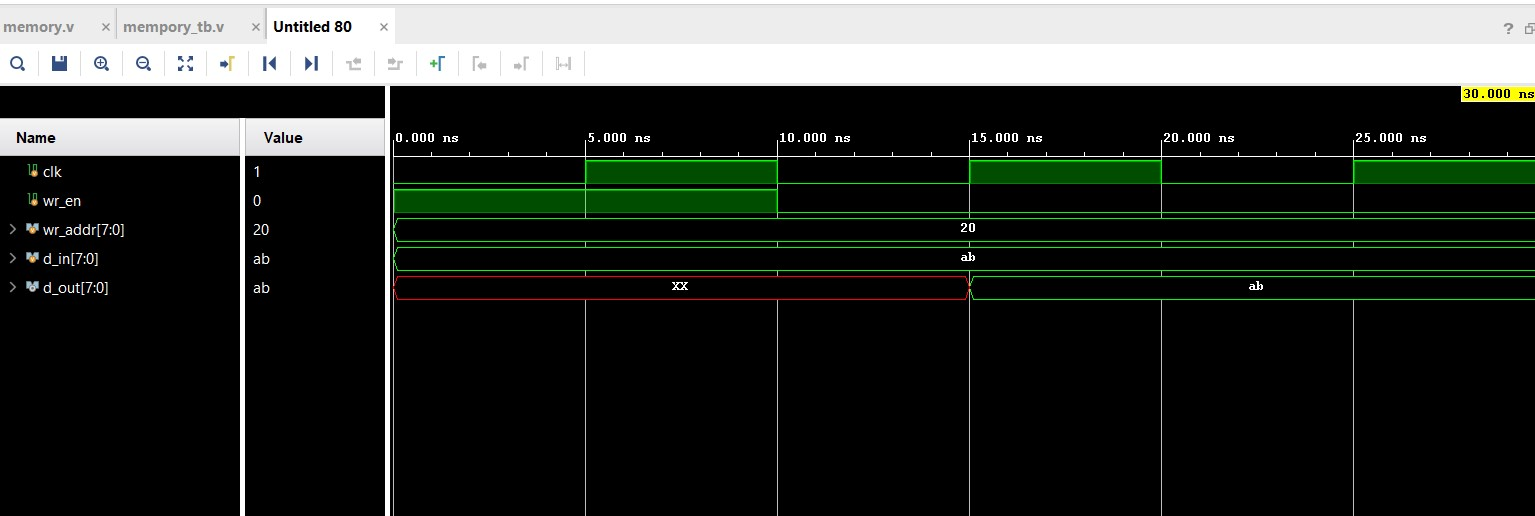 memory.v × mempory_tb.v × Untitled 80 × ?
30.000 ns
Name Value 0.000 ns 5.000 ns 10.000 ns 15.000 ns 20.000 ns 25.000 ns
clk 1
wr_en 0
wr_addr[7:0] 20 20
d_in[7:0] ab ab
d_out[7:0] ab XX ab